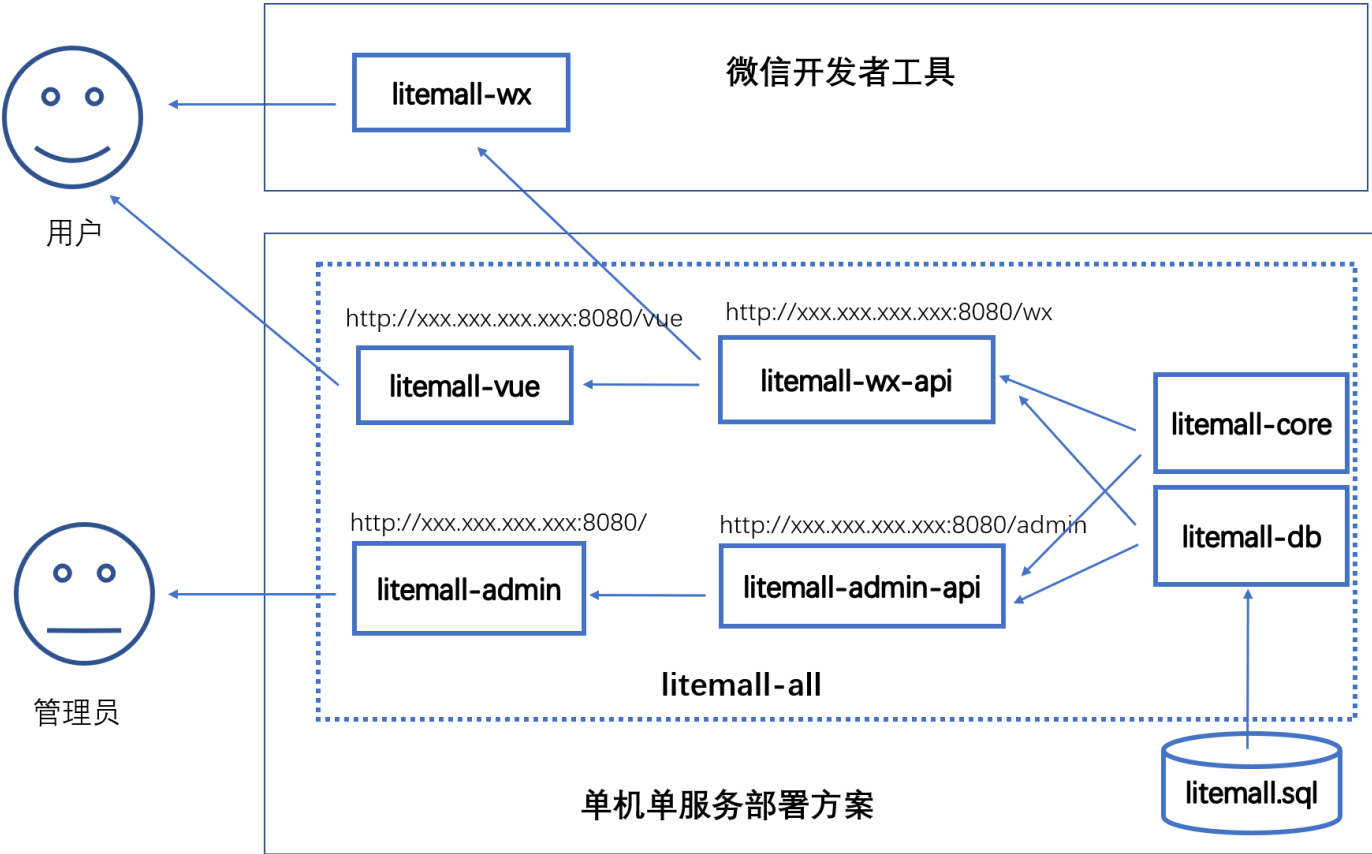 微信开发者工具
litemall-wx
用户
http://xxx.xxx.xxx.xxx:8080/vue
http://xxx.xxx.xxx.xxx:8080/wx
litemall-vue
litemall-wx-api
litemall-core
http://xxx.xxx.xxx.xxx:8080/
http://xxx.xxx.xxx.xxx:8080/admin
litemall-db
litemall-admin
litemall-admin-api
litemall-all
管理员
litemall.sql
单机单服务部署方案